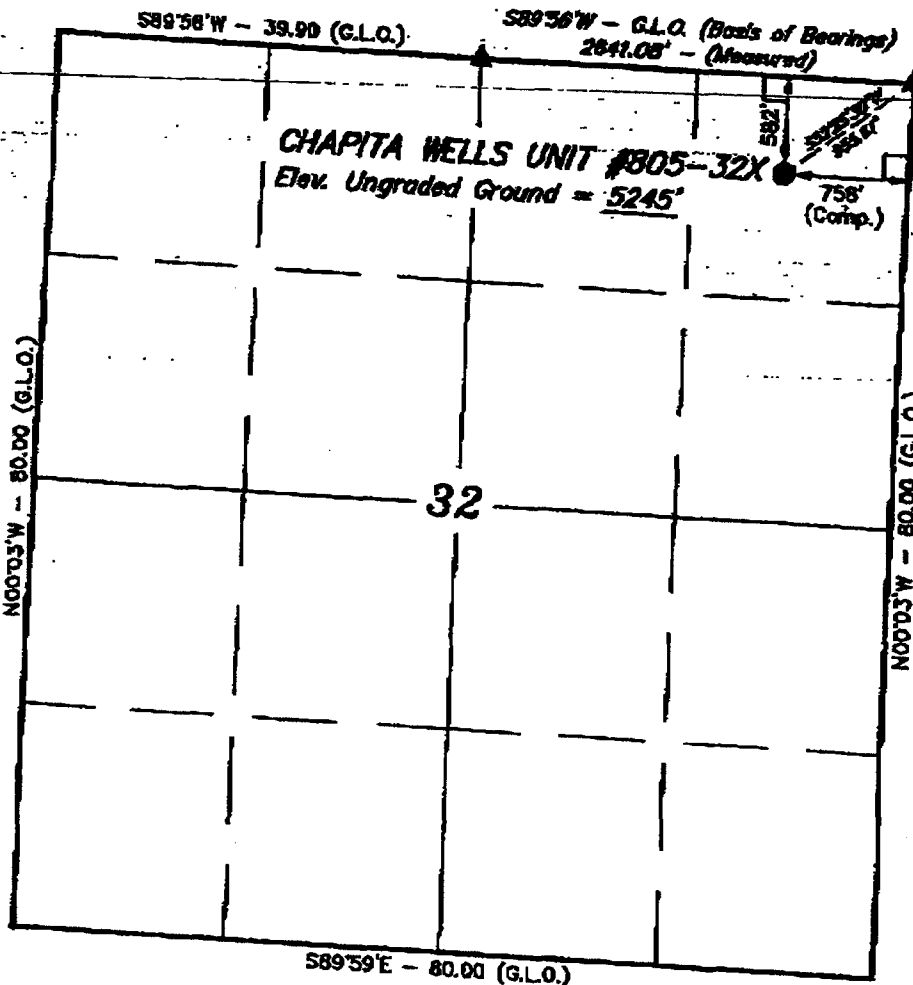 S89°56'W - 39.90 (G.L.O.)
S89°56'W - G.L.O. (Basis of Bearings)
2641.08' - (Measured)
582'
CHAPITA WELLS UNIT #805-32X
Elev. Ungraded Ground = 5245'
758'
(Comp.)
N00°03'W - 80.00 (G.L.O.)
N00°03'W - 80.00 (G.L.O.)
32
S89°59'E - 80.00 (G.L.O.)